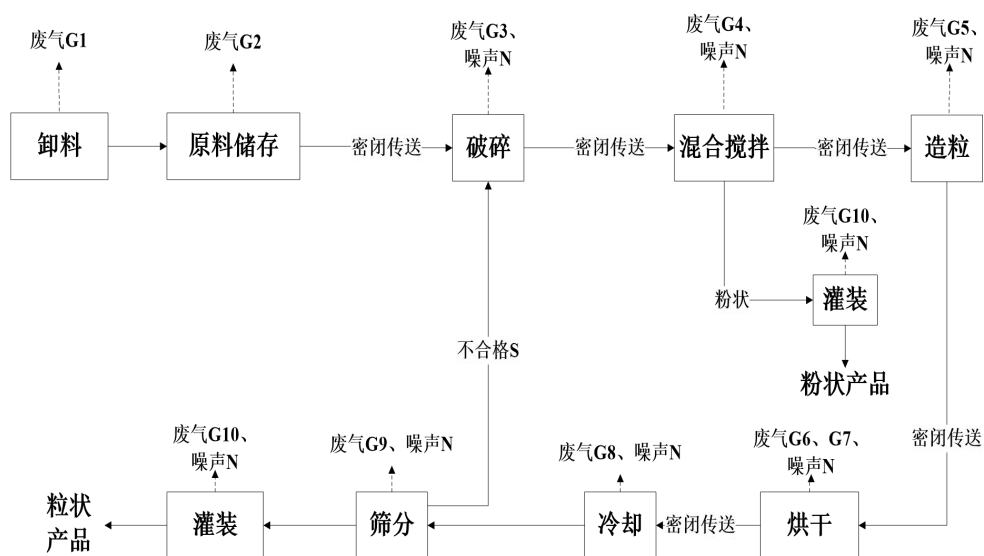 废气G1
废气G2
废气G3、
噪声N
废气G4、
噪声N
废气G5、
噪声N
卸料
原料储存
密闭传送
破碎
密闭传送
混合搅拌
密闭传送
造粒
废气G10、
噪声N
粉状
灌装
粉状产品
不合格S
密闭传送
废气G10、
噪声N
废气G9、噪声N
废气G8、噪声N
废气G6、G7、
噪声N
粒状
产品
灌装
筛分
冷却
密闭传送
烘干